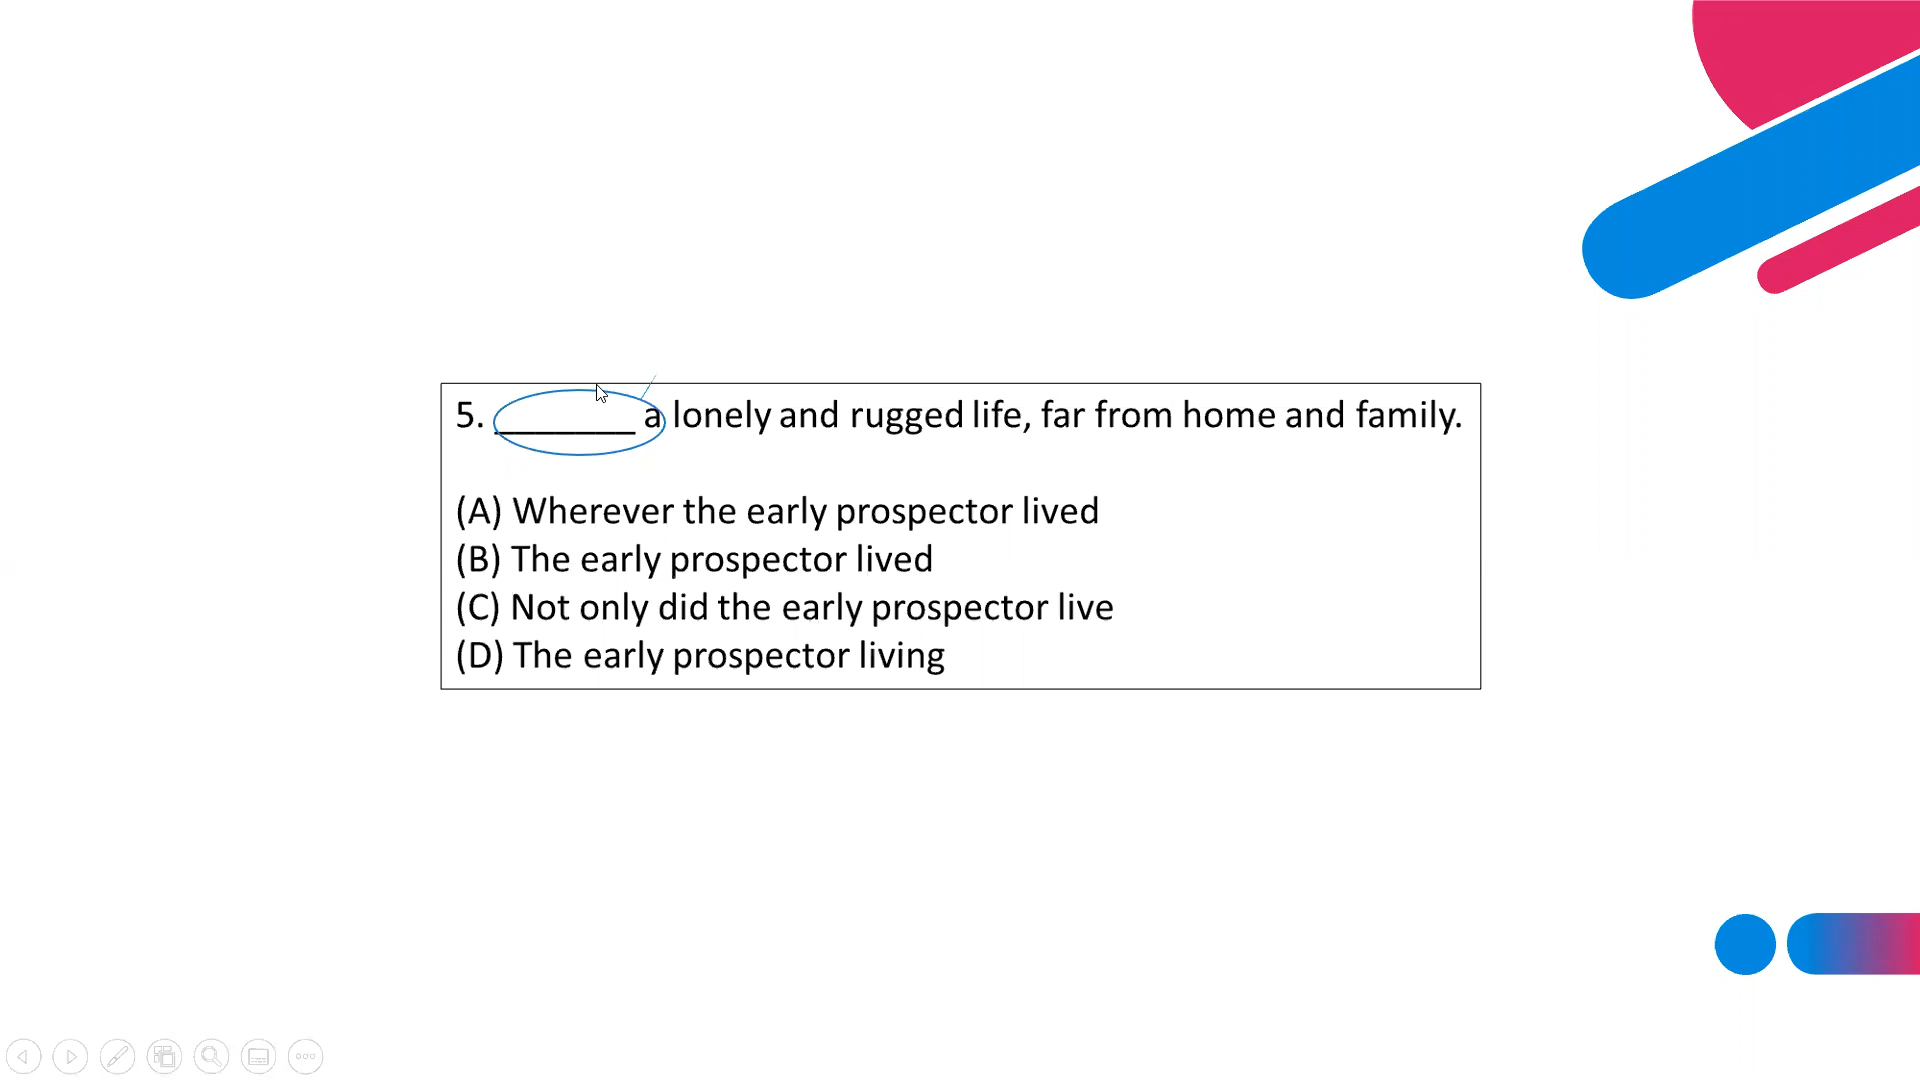 5. _______ a lonely and rugged life, far from home and family.
(A) Wherever the early prospector lived
(B) The early prospector lived
(C) Not only did the early prospector live
(D) The early prospector living